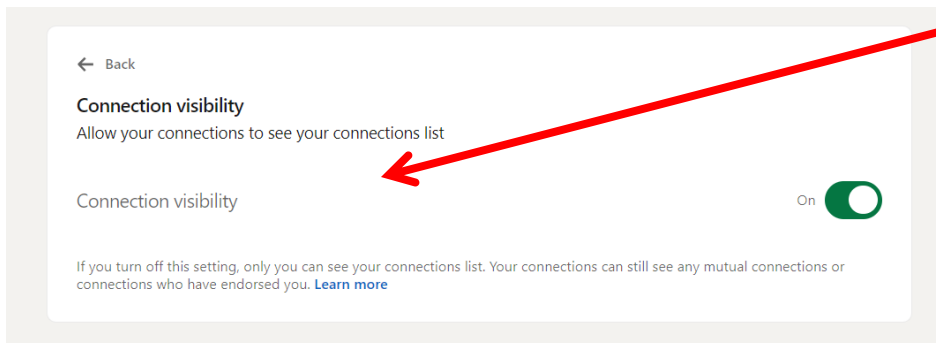 Back
Connection visibility
Allow your connections to see your connections list
Connection visibility
On
If you turn off this setting, only you can see your connections list. Your connections can still see any mutual connections or
connections who have endorsed you. Learn more